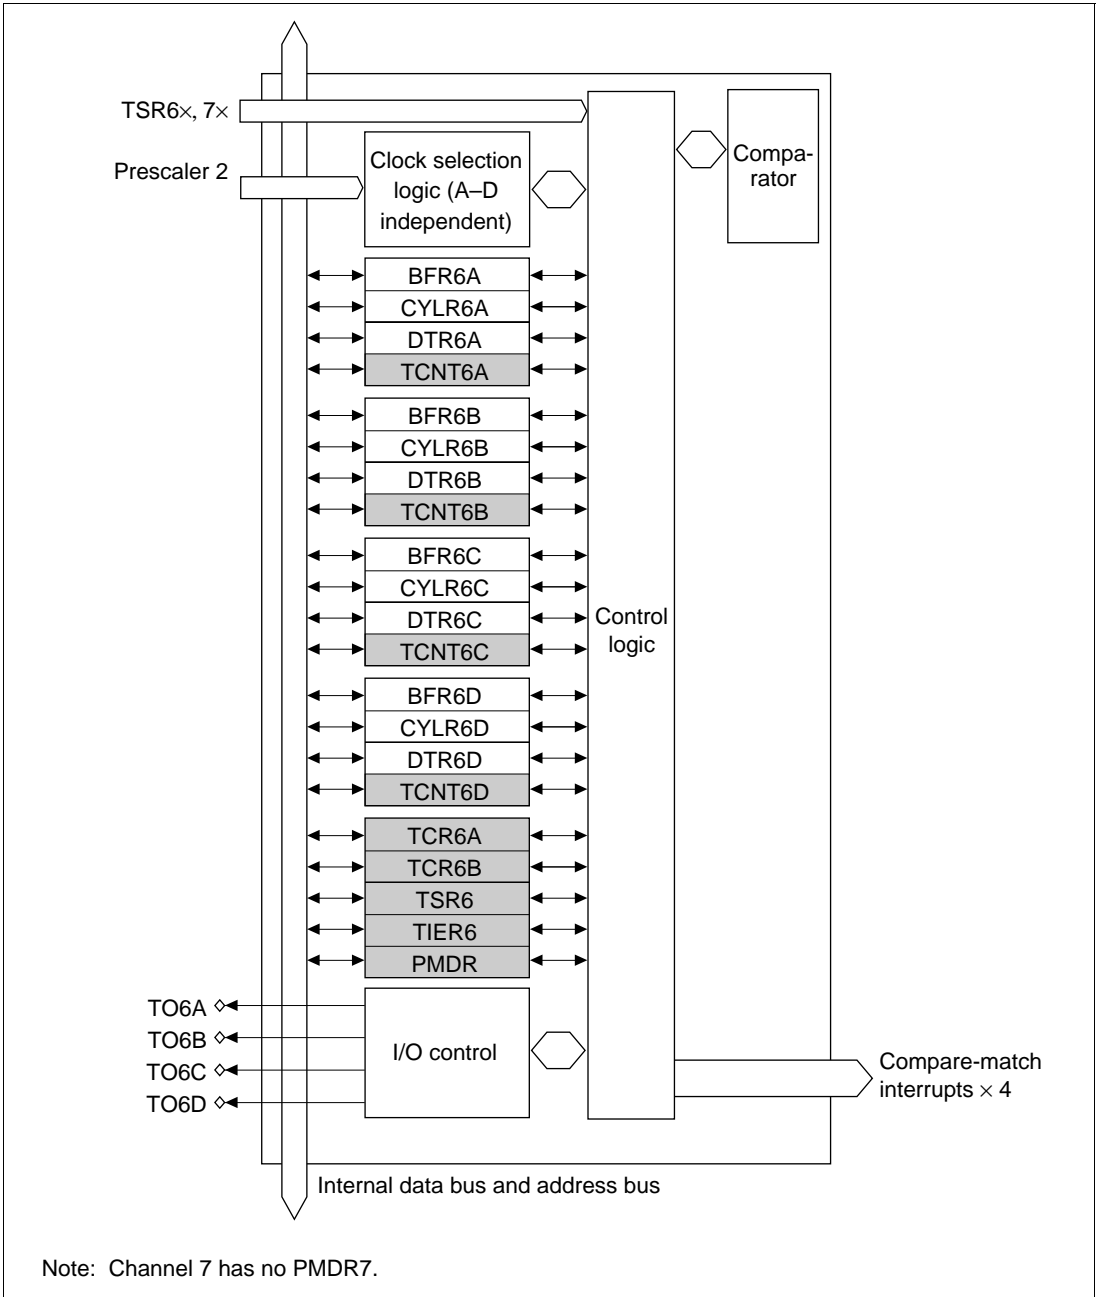 TSR6×, 7×
Prescaler 2
Clock selection
logic (A–D
independent)
Compa-
rator
BFR6A
CYLR6A
DTR6A
TCNT6A
BFR6B
CYLR6B
DTR6B
TCNT6B
BFR6C
CYLR6C
DTR6C
TCNT6C
Control
logic
BFR6D
CYLR6D
DTR6D
TCNT6D
TCR6A
TCR6B
TSR6
TIER6
PMDR
TO6A
TO6B
TO6C
TO6D
I/O control
Compare-match
interrupts × 4
Internal data bus and address bus
Note: Channel 7 has no PMDR7.